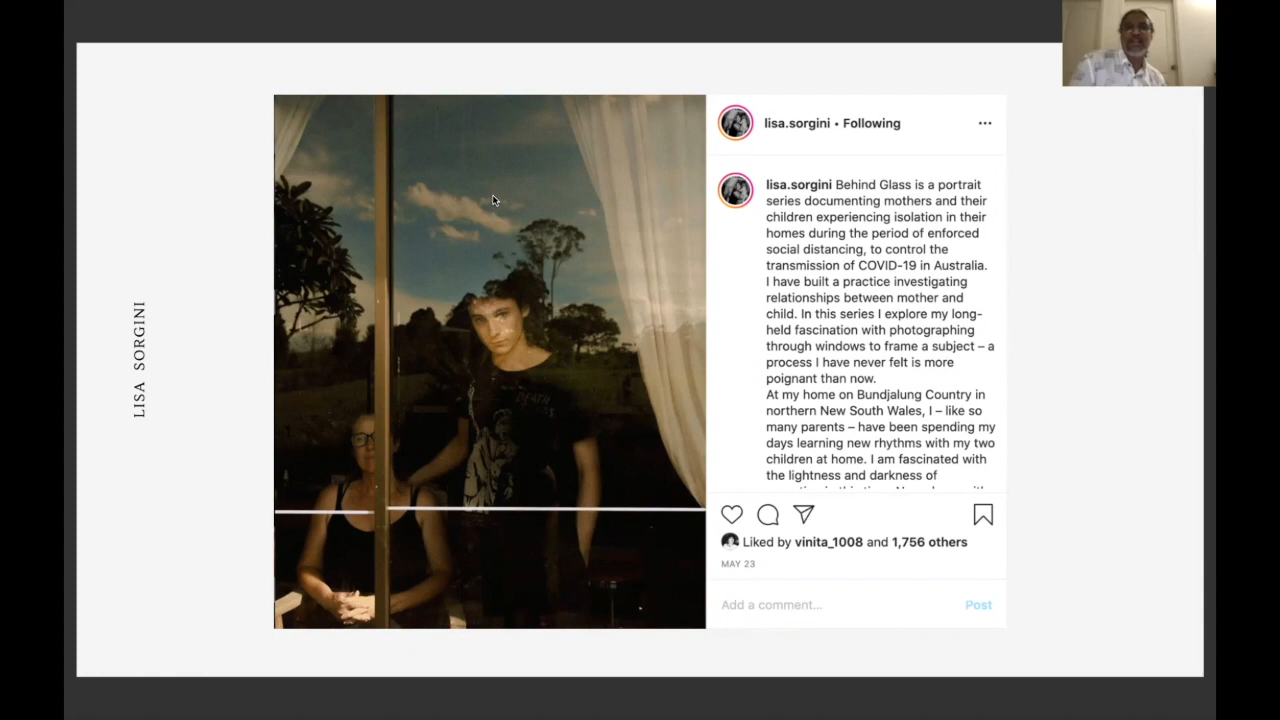 LISA SORGINI
lisa.sorgini • Following
lisa.sorgini Behind Glass is a portrait
series documenting mothers and their
children experiencing isolation in their
homes during the period of enforced
social distancing, to control the
transmission of COVID-19 in Australia.
I have built a practice investigating
relationships between mother and
child. In this series I explore my long-
held fascination with photographing
through windows to frame a subject – a
process I have never felt is more
poignant than now.
At my home on Bundjalung Country in
northern New South Wales, I – like so
many parents – have been spending my
days learning new rhythms with my two
children at home. I am fascinated with
the lightness and darkness of
Liked by vinita_1008 and 1,756 others
MAY 23
Add a comment...
Post